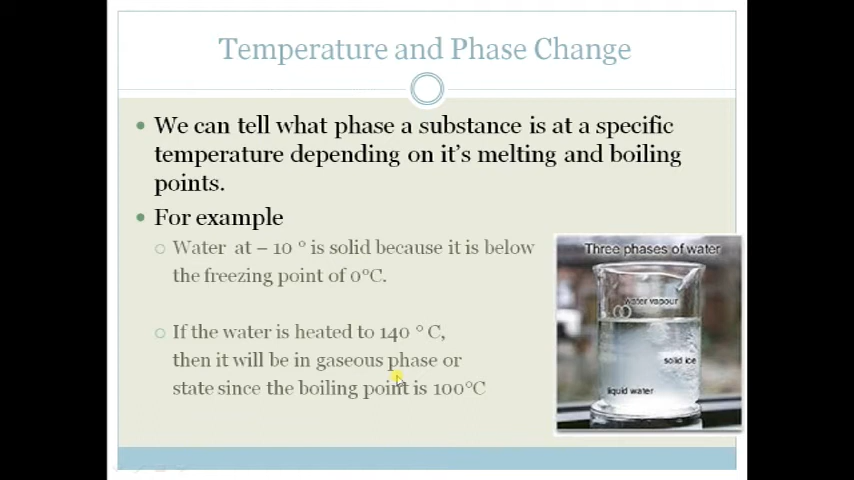 Temperature and Phase Change
We can tell what phase a substance is at a specific
temperature depending on it's melting and boiling
points.
For example
Water at – 10 ° is solid because it is below
the freezing point of 0°C.
If the water is heated to 140 ° C,
then it will be in gaseous phase or
state since the boiling point is 100°C
Three phases of water
water vapour
solid ice
liquid water